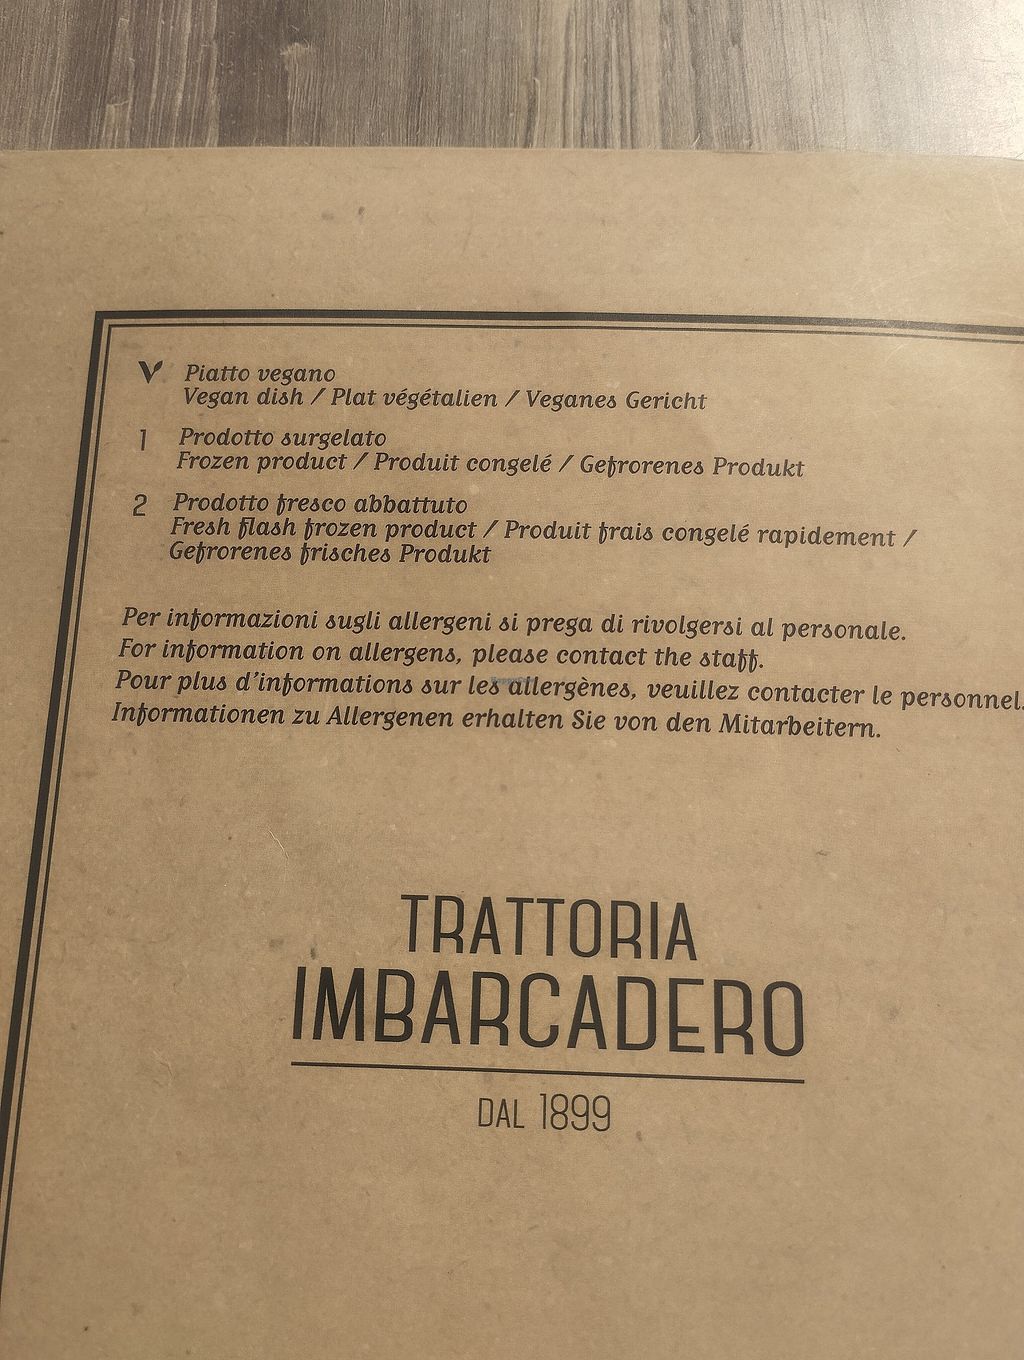 V Piatto vegano
Vegan dish / Plat végétalien / Veganes Gericht
1 Prodotto surgelato
Frozen product / Produit congelé / Gefrorenes Produkt
2 Prodotto fresco abbattuto
Fresh flash frozen product / Produit frais congelé rapidement /
Gefrorenes frisches Produkt
Per informazioni sugli allergeni si prega di rivolgersi al personale.
For information on allergens, please contact the staff.
Pour plus d'informations sur les allergènes, veuillez contacter le personnel.
Informationen zu Allergenen erhalten Sie von den Mitarbeitern.
TRATTORIA
IMBARCADERO
DAL 1899